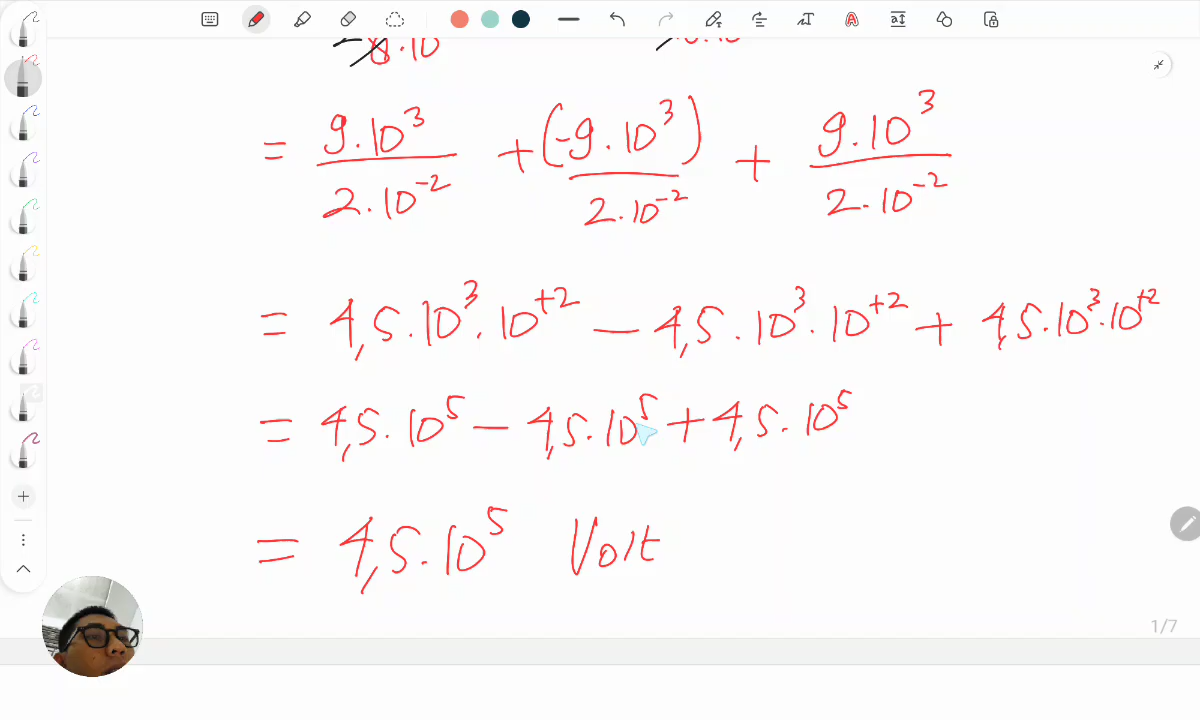 = 9.10³ / 2.10⁻² + (-9.10³) / 2.10⁻² + 9.10³ / 2.10⁻²
= 4,5.10³.10⁺² — 4,5.10³.10⁺² + 4,5.10³.10⁺²
= 4,5.10⁵ — 4,5.10⁵ + 4,5.10⁵
= 4,5.10⁵ Volt
1/7